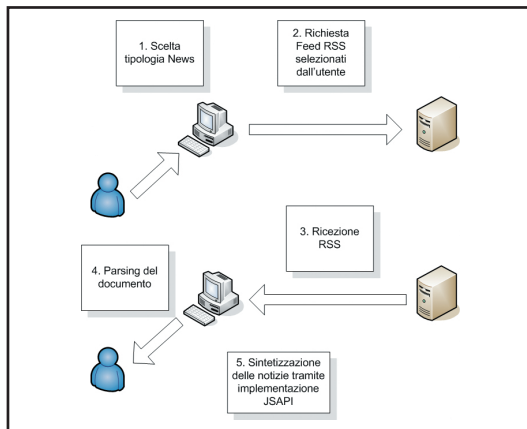 1. Scelta
tipologia News
2. Richiesta
Feed RSS
selezionati
dall'utente
3. Ricezione
RSS
4. Parsing del
documento
5. Sintetizzazione
delle notizie tramite
implementazione
JSAPI